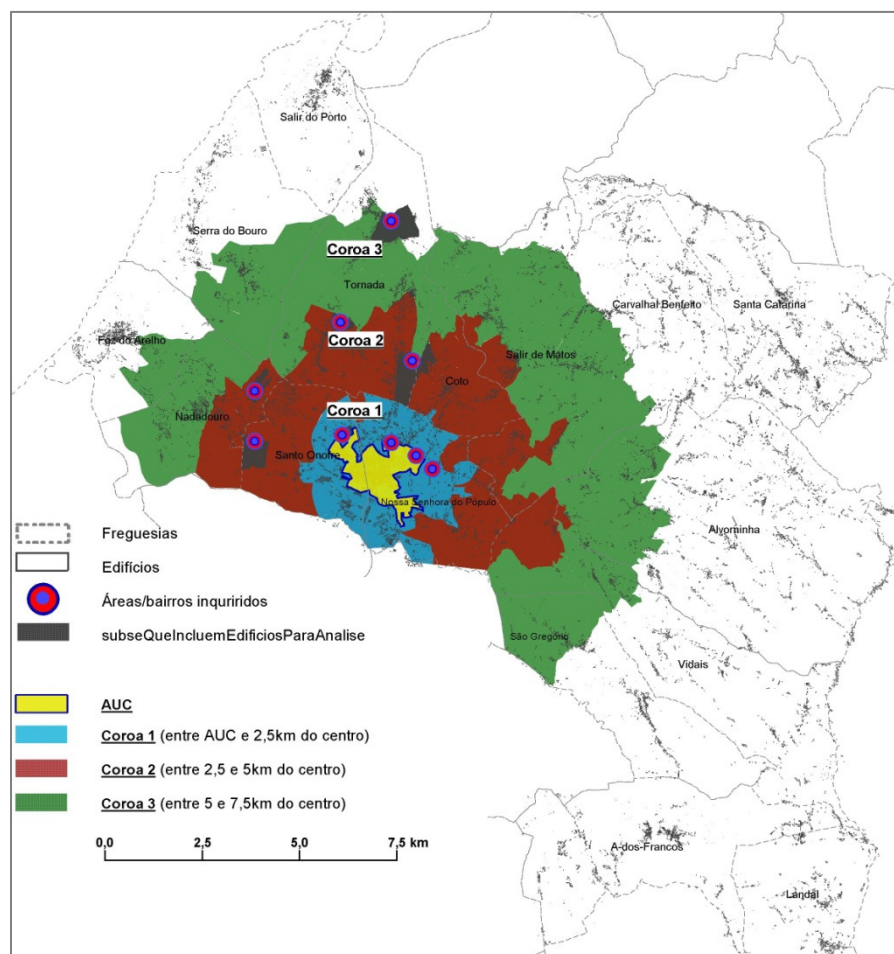 Salir do Porto
Serra do Bouro
Coroa 3
Tornada
Carvalhal Benfeito
Santa Catarina
Foz do Arelho
Coroa 2
Salir de Matos
Coto
Coroa 1
Nadadouro
Santo Onofre
Nossa Senhora do Pópulo
Alvorninha
Freguesias
Edifícios
Áreas/bairros inquriridos
subseQueIncluemEdificiosParaAnalise
São Gregório
Vidais
AUC
Coroa 1 (entre AUC e 2,5km do centro)
Coroa 2 (entre 2,5 e 5km do centro)
Coroa 3 (entre 5 e 7,5km do centro)
0,0 2,5 5,0 7,5 km
A-dos-Francos
Landal